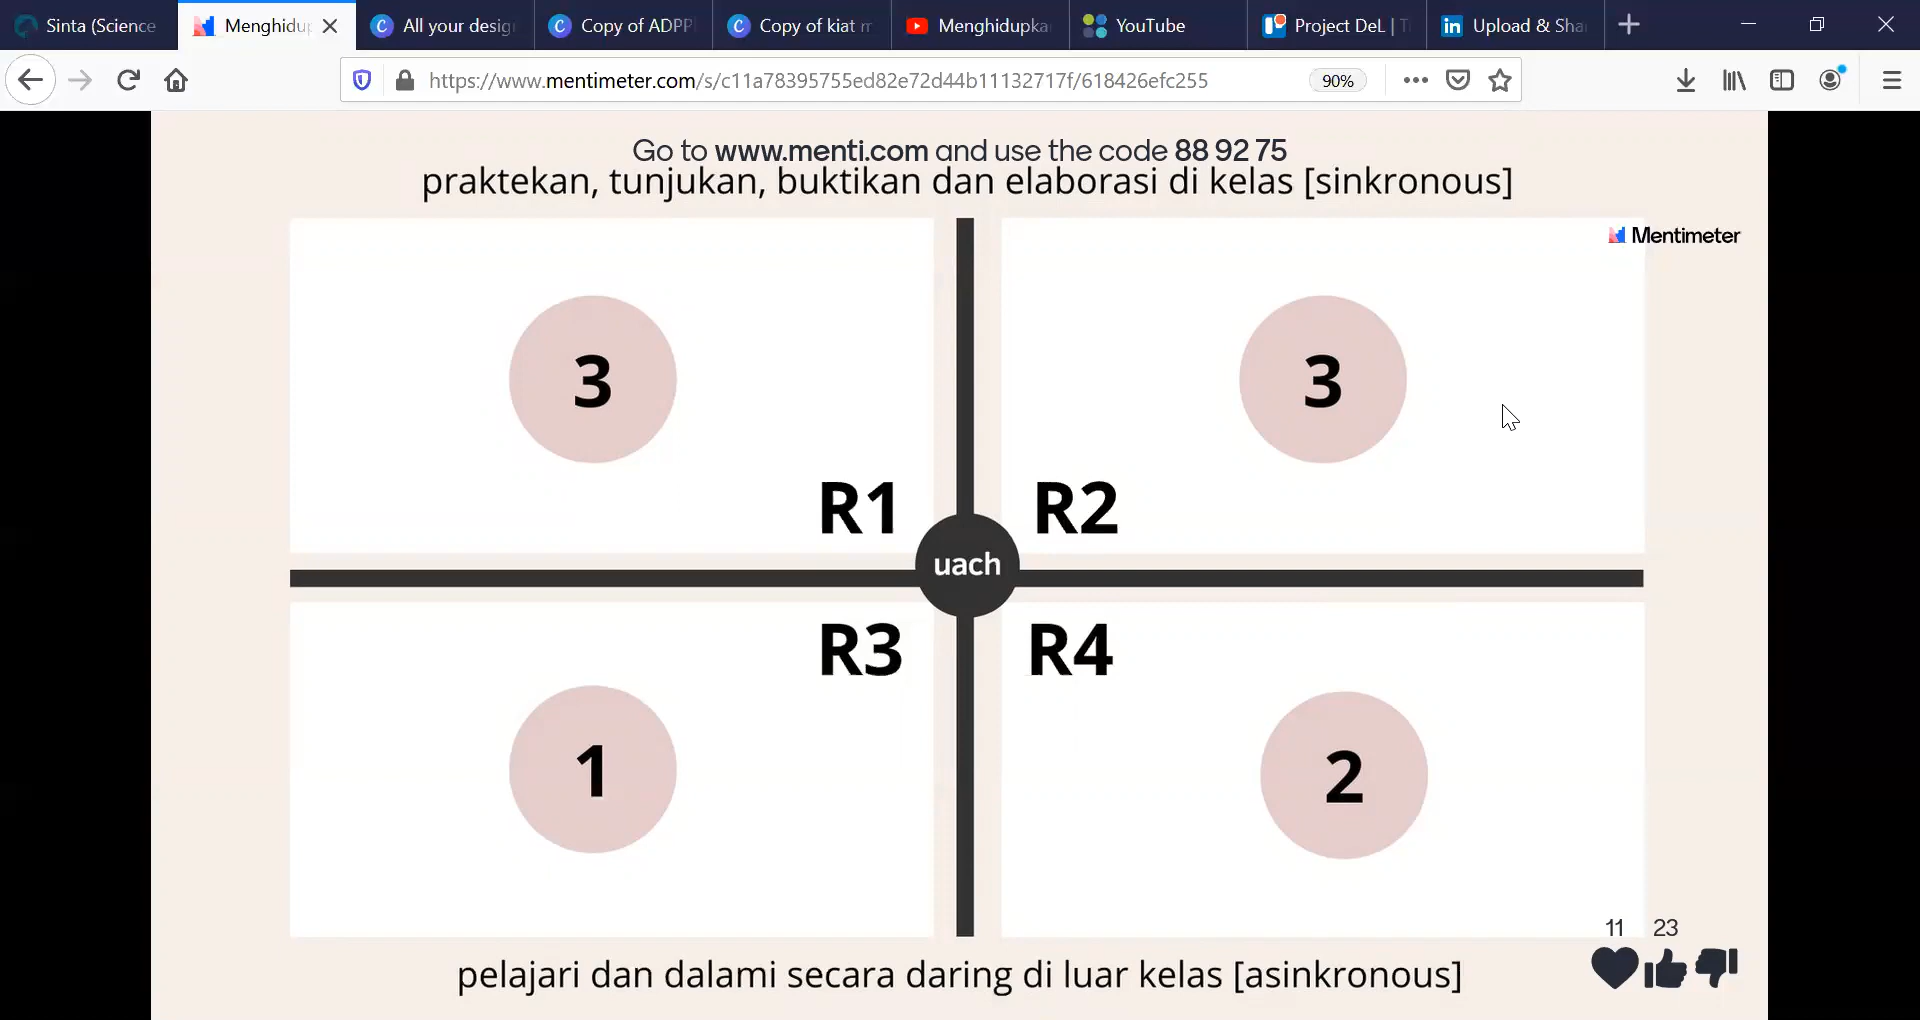 Sinta (Science
Menghidup
All your desig
Copy of ADPP
Copy of kiat m
Menghidupka
YouTube
Project DeL | T
Upload & Sha
https://www.mentimeter.com/s/c11a78395755ed82e72d44b11132717f/618426efc255
90%
Go to www.menti.com and use the code 88 92 75
praktekan, tunjukan, buktikan dan elaborasi di kelas [sinkronous]
Mentimeter
3
3
R1
R2
uach
R3
R4
1
2
11 23
pelajari dan dalami secara daring di luar kelas [asinkronous]